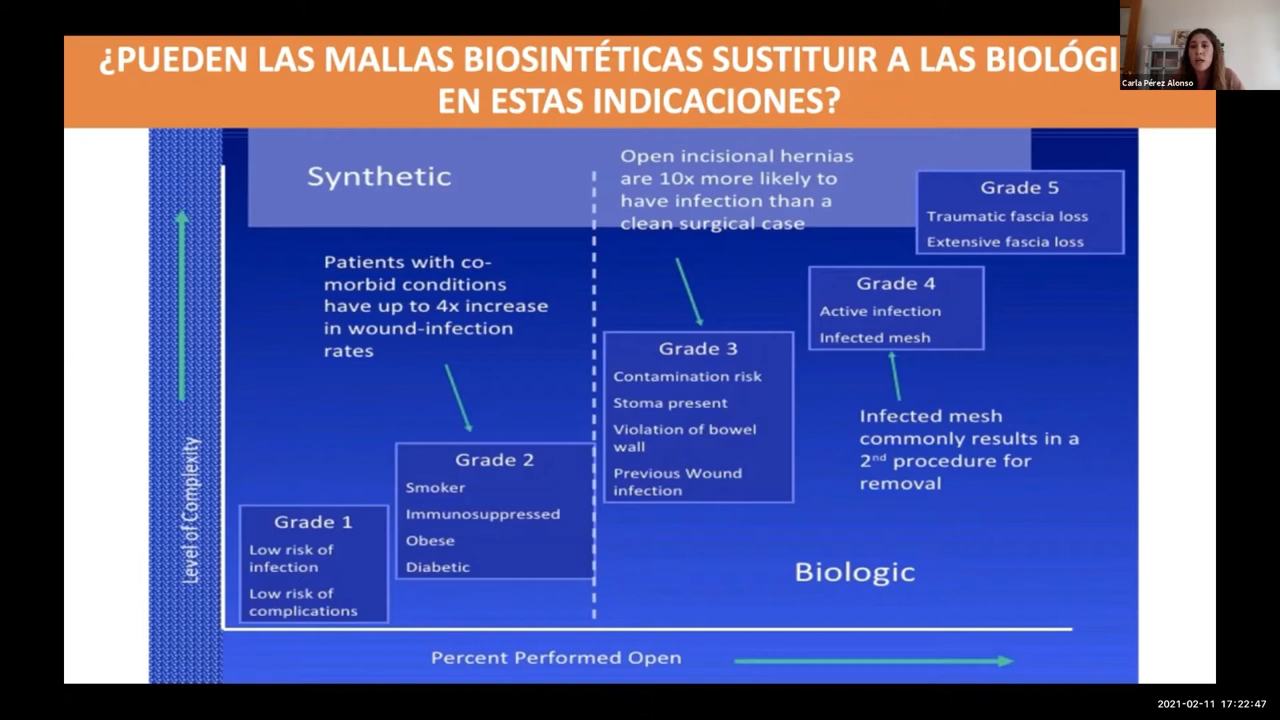 ¿PUEDEN LAS MALLAS BIOSINTÉTICAS SUSTITUIR A LAS BIOLÓGI
EN ESTAS INDICACIONES?
Carla Pérez Alonso
Synthetic
Open incisional hernias
are 10x more likely to
have infection than a
clean surgical case
Grade 5
Traumatic fascia loss
Extensive fascia loss
Patients with co-
morbid conditions
have up to 4x increase
in wound-infection
rates
Grade 4
Active infection
Infected mesh
Grade 3
Contamination risk
Stoma present
Violation of bowel
wall
Previous Wound
infection
Infected mesh
commonly results in a
2nd procedure for
removal
Grade 2
Smoker
Immunosuppressed
Obese
Diabetic
Grade 1
Low risk of
infection
Low risk of
complications
Biologic
Level of Complexity
Percent Performed Open
2021-02-11 17:22:47